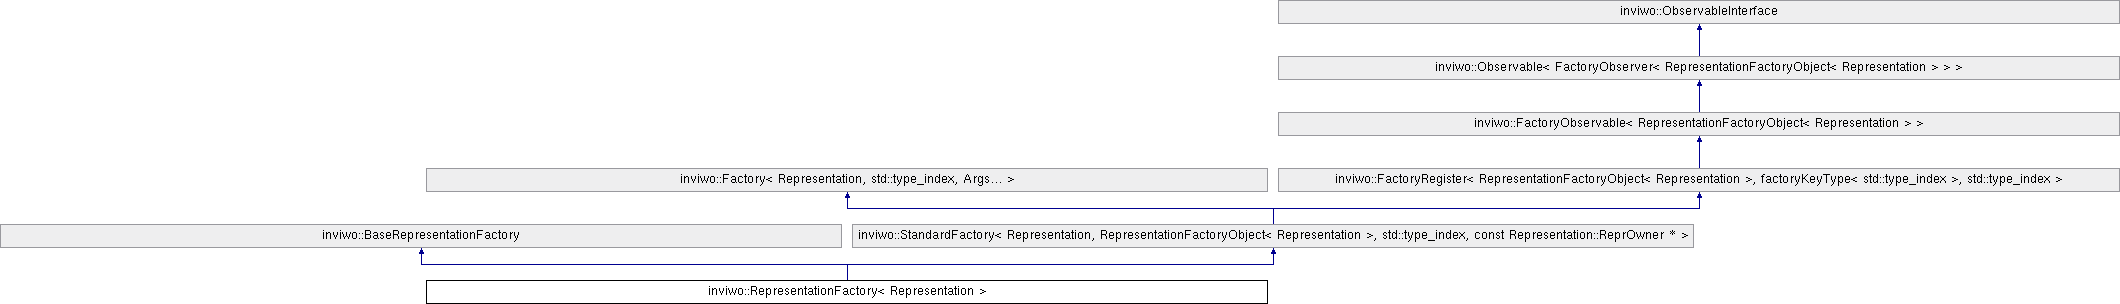 inviwo::ObservableInterface
inviwo::Observable< FactoryObserver< RepresentationFactoryObject< Representation > > >
inviwo::FactoryObservable< RepresentationFactoryObject< Representation > >
inviwo::Factory< Representation, std::type_index, Args... >
inviwo::FactoryRegister< RepresentationFactoryObject< Representation >, factoryKeyType< std::type_index >, std::type_index >
inviwo::BaseRepresentationFactory
inviwo::StandardFactory< Representation, RepresentationFactoryObject< Representation >, std::type_index, const Representation::ReprOwner * >
inviwo::RepresentationFactory< Representation >